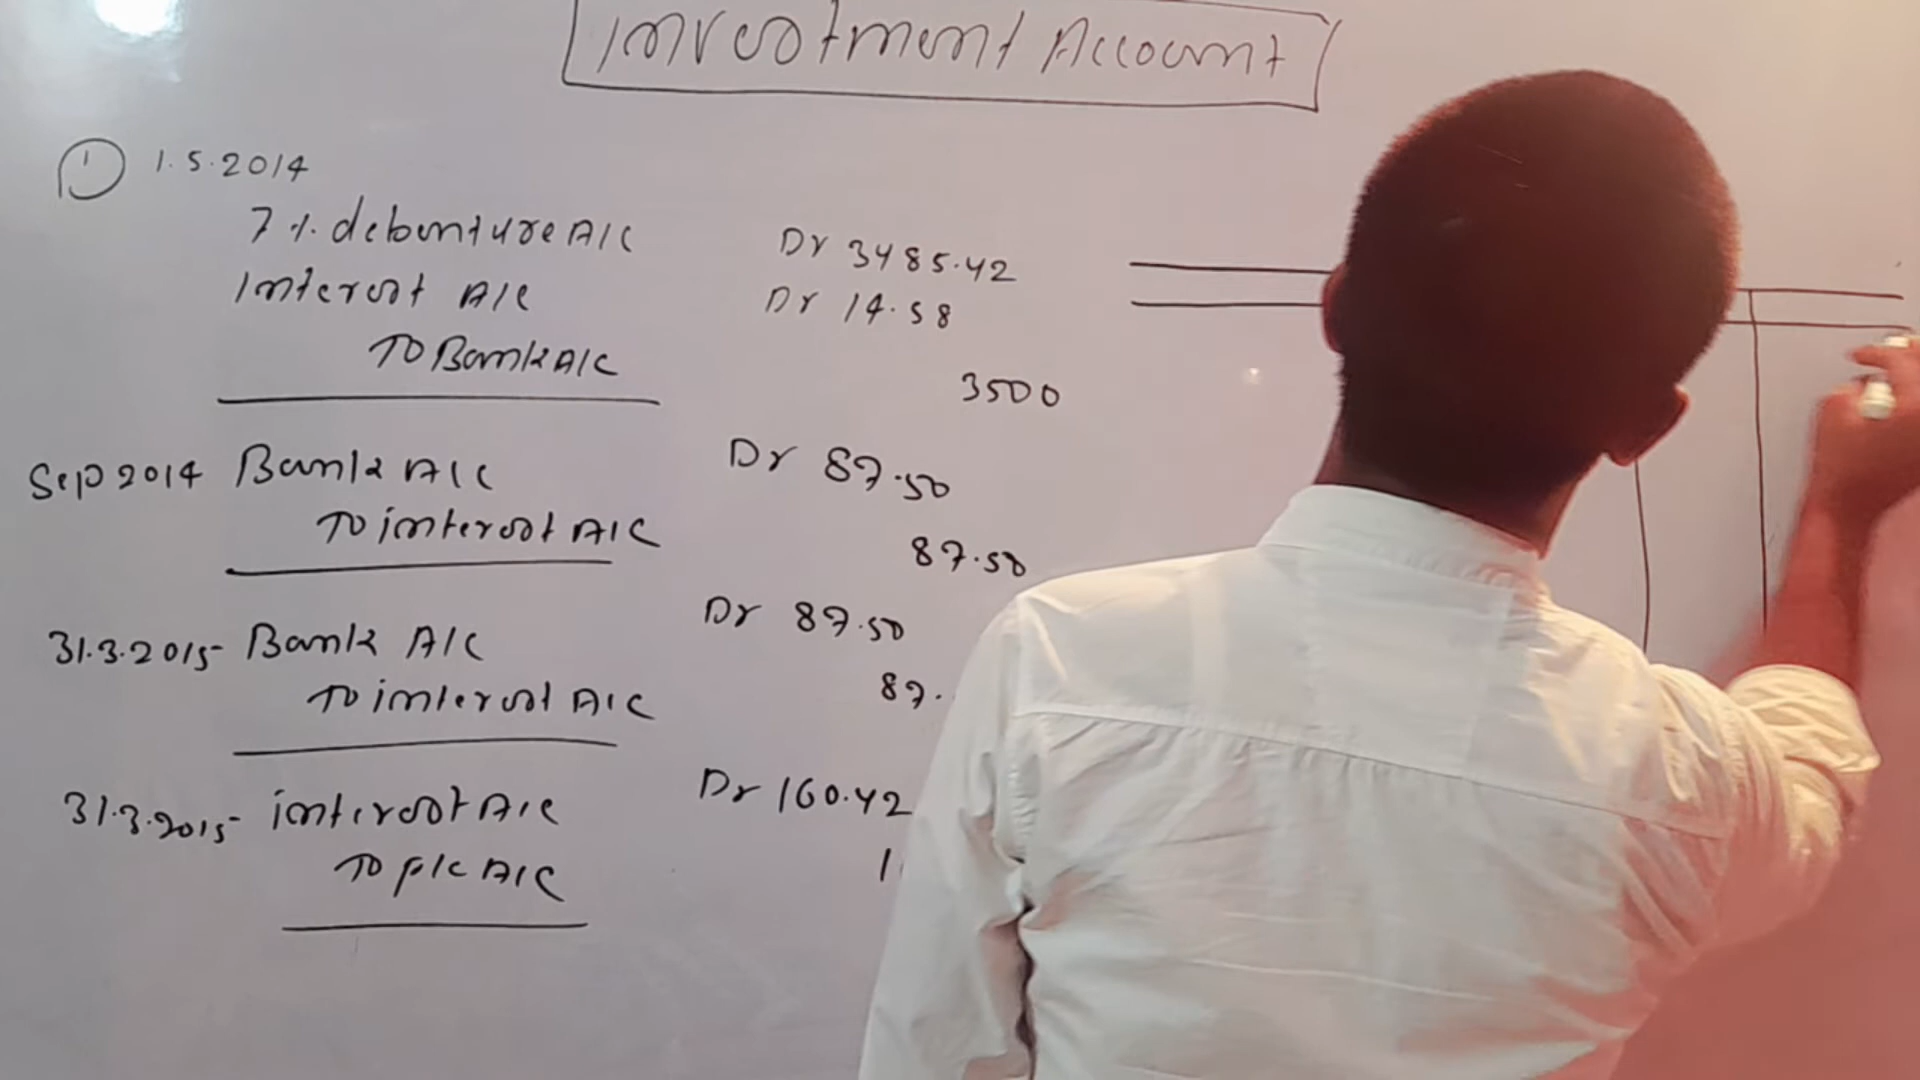 Investment Account
1 1.5.2014
7% debenture A/C Dr 3485.42
Interest A/C Dr 14.58
To Bank A/C 3500
Sep 2014 Bank A/C Dr 87.50
To interest A/C 87.50
31.3.2015 Bank A/C Dr 87.50
To interest A/C 87.
31.3.2015 interest A/C Dr 160.42
To P/L A/C 1